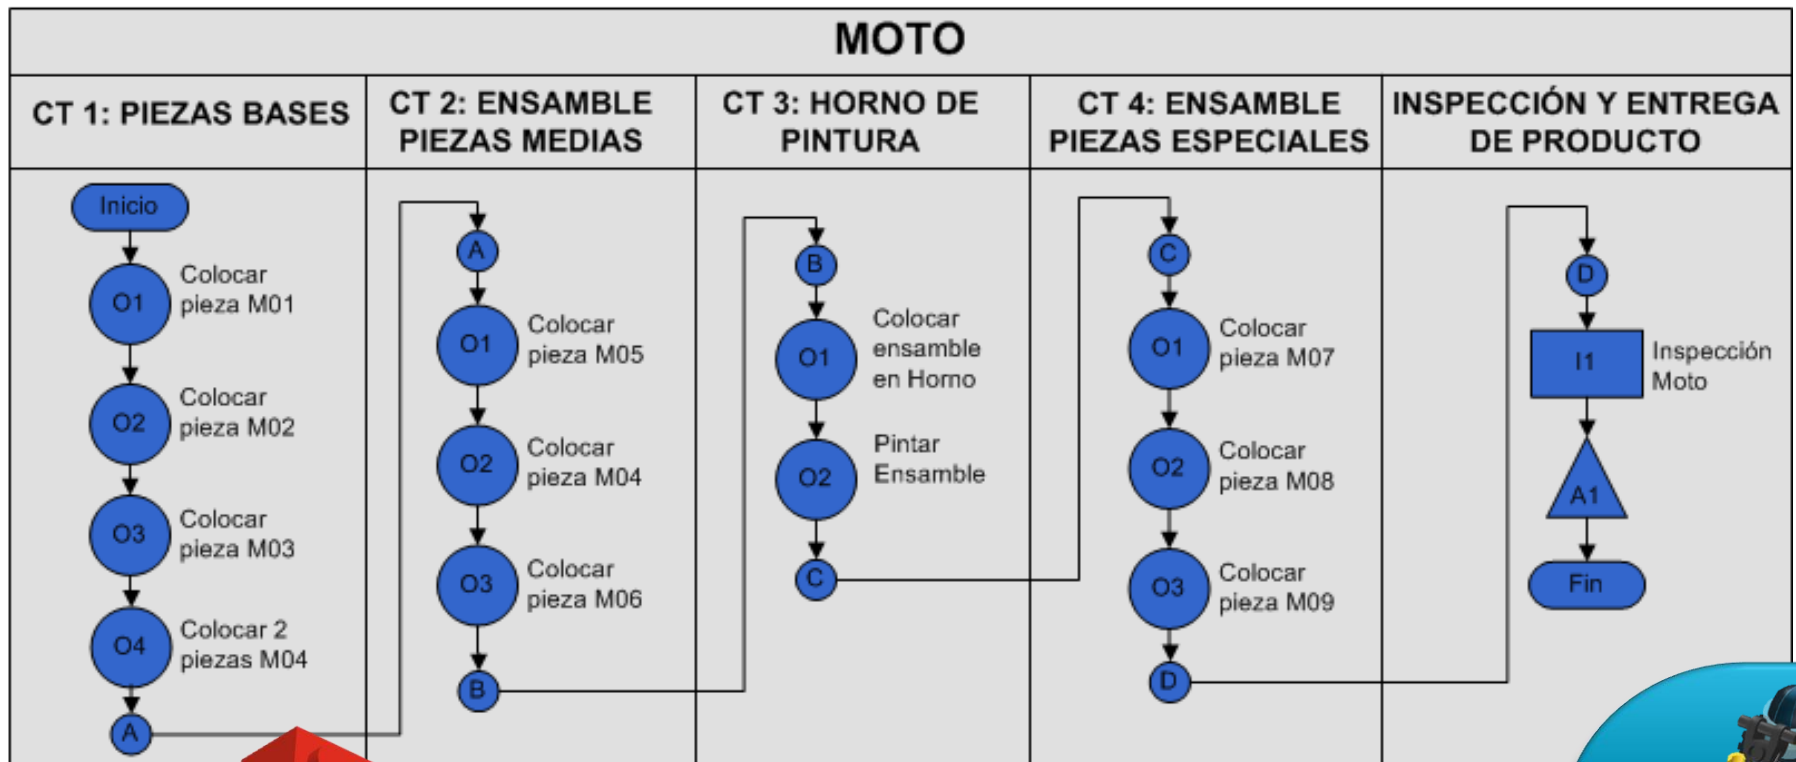 MOTO
CT 1: PIEZAS BASES
CT 2: ENSAMBLE
PIEZAS MEDIAS
CT 3: HORNO DE
PINTURA
CT 4: ENSAMBLE
PIEZAS ESPECIALES
INSPECCIÓN Y ENTREGA
DE PRODUCTO
Inicio
O1
Colocar
pieza M01
O2
Colocar
pieza M02
O3
Colocar
pieza M03
O4
Colocar 2
piezas M04
A
A
O1
Colocar
pieza M05
O2
Colocar
pieza M04
O3
Colocar
pieza M06
B
B
O1
Colocar
ensamble
en Horno
O2
Pintar
Ensamble
C
C
O1
Colocar
pieza M07
O2
Colocar
pieza M08
O3
Colocar
pieza M09
D
D
I1
Inspección
Moto
A1
Fin